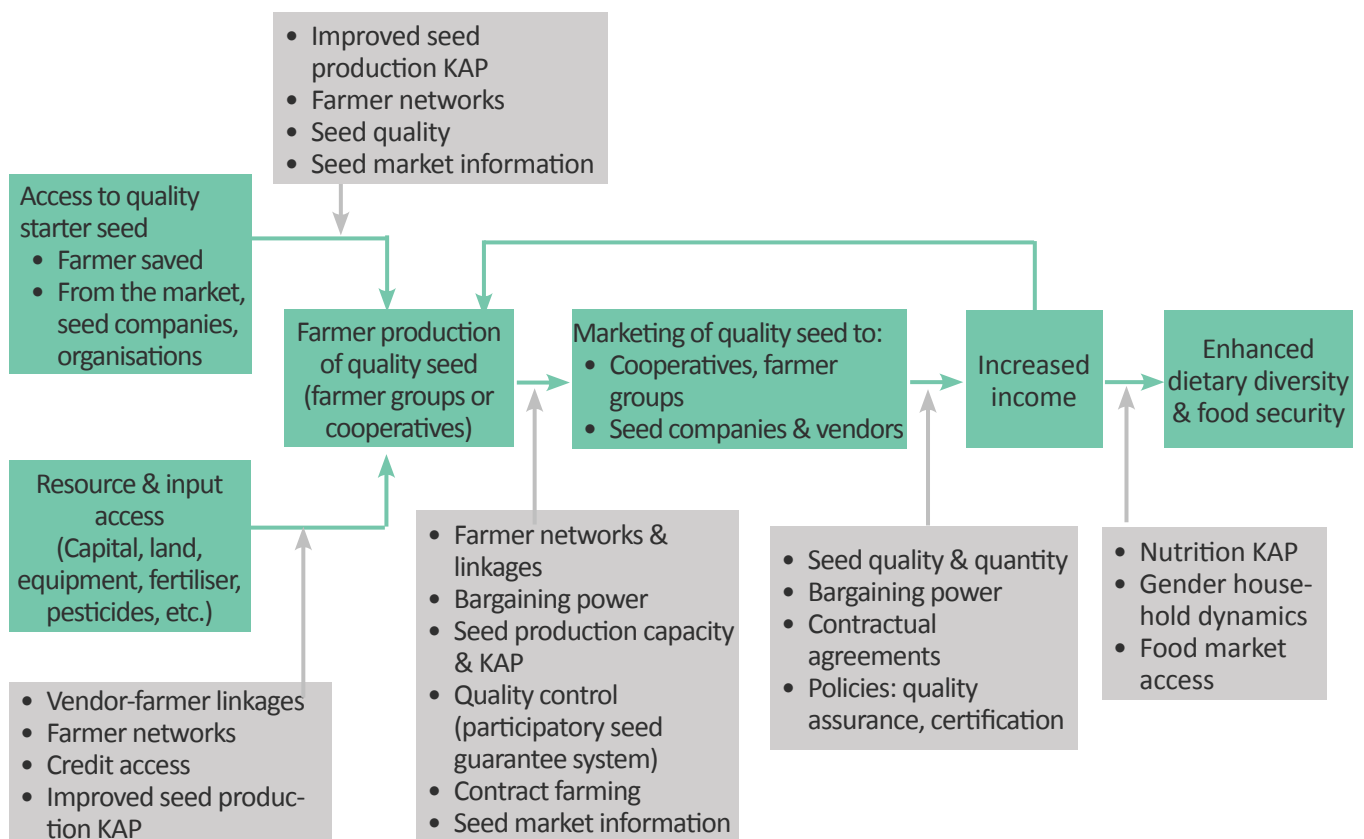 • Improved seed
production KAP
• Farmer networks
• Seed quality
• Seed market information
Access to quality
starter seed
• Farmer saved
• From the market,
seed companies,
organisations
Farmer production
of quality seed
(farmer groups or
cooperatives)
Marketing of quality seed to:
• Cooperatives, farmer
groups
• Seed companies & vendors
Increased
income
Enhanced
dietary diversity
& food security
Resource & input
access
(Capital, land,
equipment, fertiliser,
pesticides, etc.)
• Vendor-farmer linkages
• Farmer networks
• Credit access
• Improved seed produc-
tion KAP
• Farmer networks &
linkages
• Bargaining power
• Seed production capacity
& KAP
• Quality control
(participatory seed
guarantee system)
• Contract farming
• Seed market information
• Seed quality & quantity
• Bargaining power
• Contractual
agreements
• Policies: quality
assurance, certification
• Nutrition KAP
• Gender house-
hold dynamics
• Food market
access